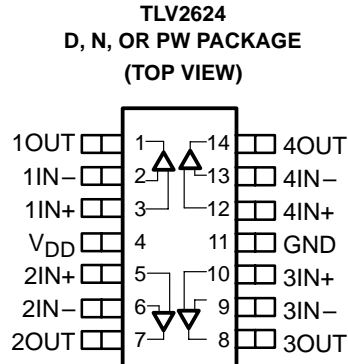 TLV2624
D, N, OR PW PACKAGE
(TOP VIEW)
1OUT 1 14 4OUT
1IN− 2 13 4IN−
1IN+ 3 12 4IN+
VDD 4 11 GND
2IN+ 5 10 3IN+
2IN− 6 9 3IN−
2OUT 7 8 3OUT